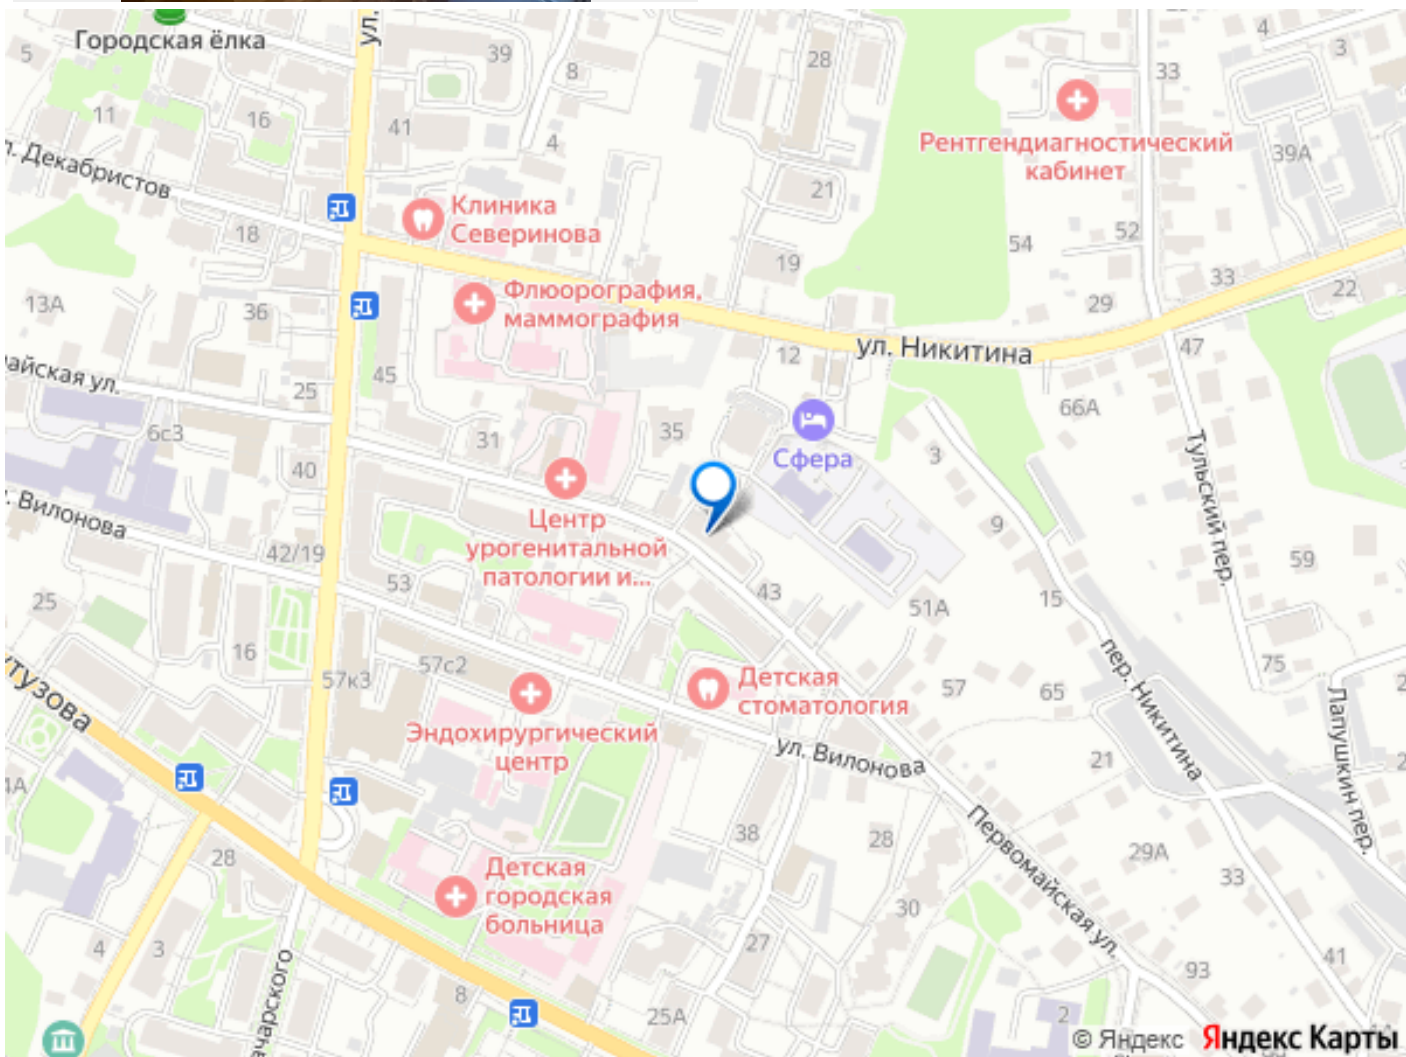 Городская ёлка
ул.
5
39
8
28
4
3
33
11
16
41
4
Рентгендиагностический
кабинет
39А
Декабристов
21
Клиника
Северинова
18
54
52
19
33
13А
36
Флюорография,
маммография
29
22
12
ул. Никитина
47
айская ул.
45
25
66А
6с3
31
35
3
Тульский пер.
40
Сфера
Вилонова
9
Центр
урогенитальной
патологии и...
42/19
53
43
59
25
51А
15
16
57с2
57к3
75
Детская
стоматология
57
65
пер. Никитина
Лапушкин пер.
утузова
Эндохирургический
центр
ул. Вилонова
21
4А
38
28
Первомайская ул.
28
29А
33
Детская
городская
больница
30
4
3
27
41
93
ачарского
8
25А
2
© Яндекс Яндекс Карты